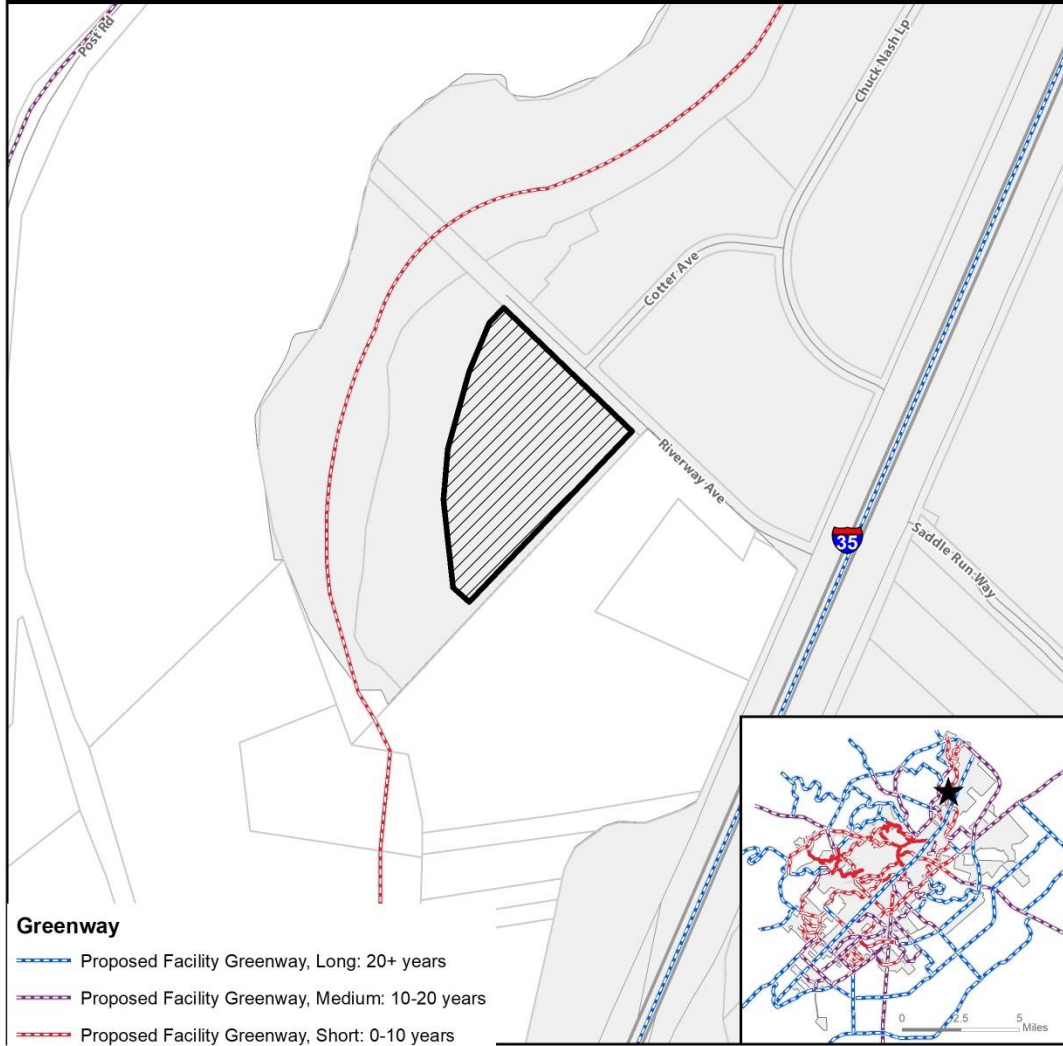 Post Rd
Chuck Nash Lp
Cotter Ave
Riverway Ave
35
Saddle Run Way
Greenway
Proposed Facility Greenway, Long: 20+ years
Proposed Facility Greenway, Medium: 10-20 years
Proposed Facility Greenway, Short: 0-10 years
0 2.5 5
Miles